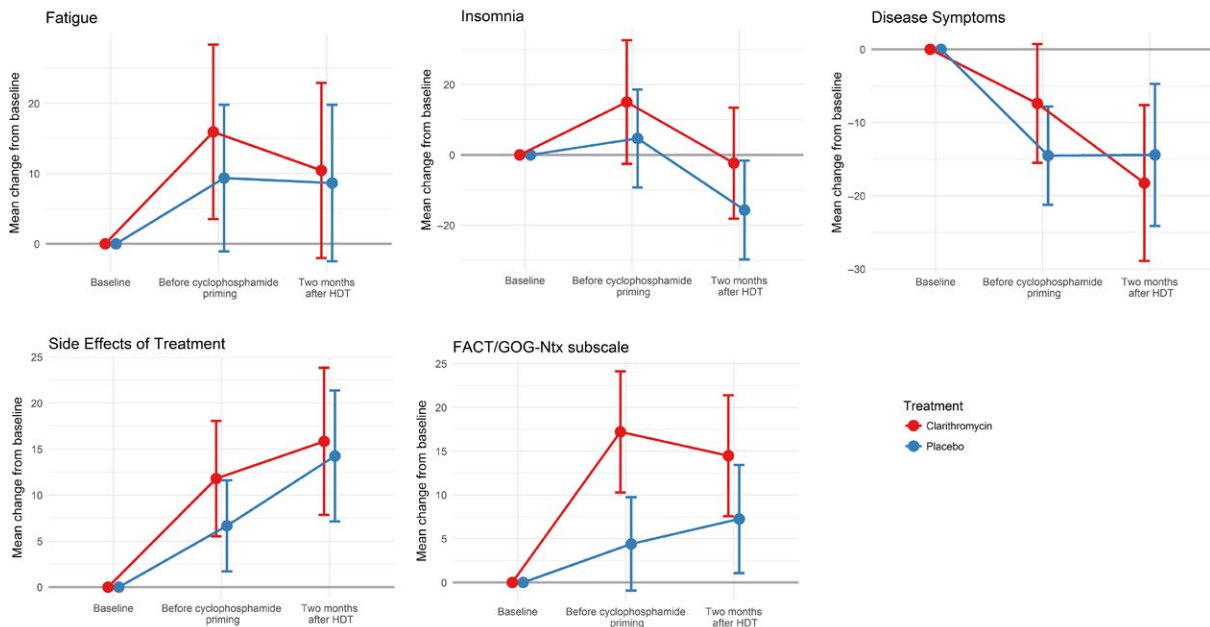 Fatigue
Mean change from baseline
20
10
0
Baseline
Before cyclophosphamide
priming
Two months
after HDT
Insomnia
Mean change from baseline
20
0
−20
Baseline
Before cyclophosphamide
priming
Two months
after HDT
Disease Symptoms
Mean change from baseline
0
−10
−20
−30
Baseline
Before cyclophosphamide
priming
Two months
after HDT
Side Effects of Treatment
Mean change from baseline
25
20
15
10
5
0
Baseline
Before cyclophosphamide
priming
Two months
after HDT
FACT/GOG-Ntx subscale
Mean change from baseline
25
20
15
10
5
0
Baseline
Before cyclophosphamide
priming
Two months
after HDT
Treatment
Clarithromycin
Placebo